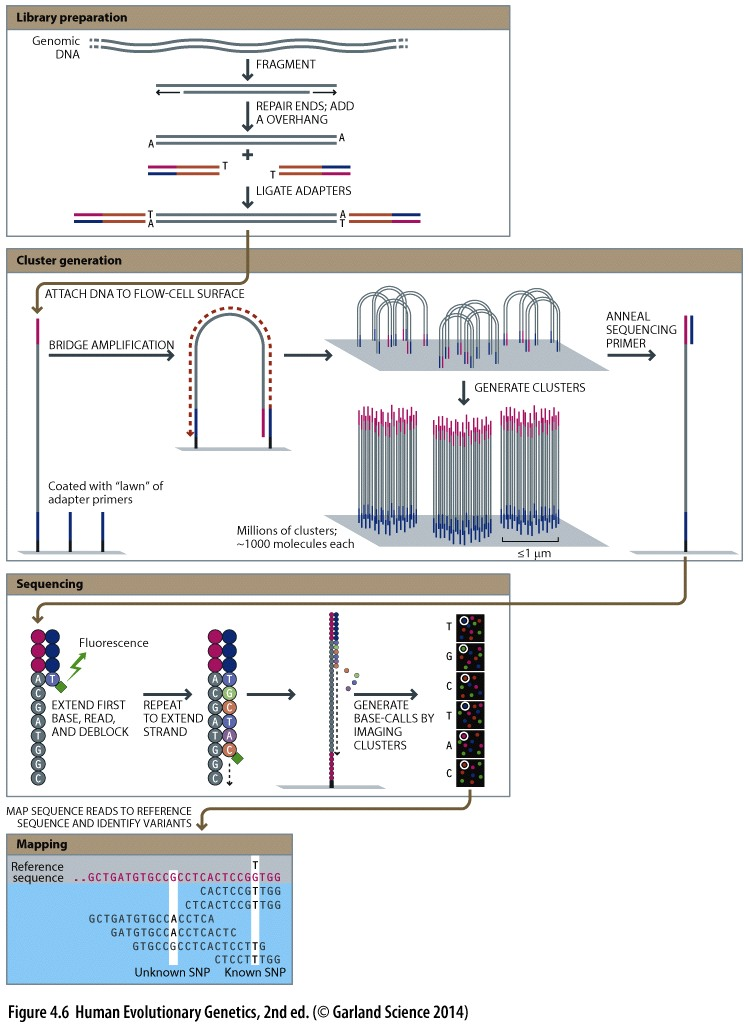 Library preparation
Genomic
DNA
FRAGMENT
REPAIR ENDS; ADD
A OVERHANG
A
A
+
T
T
LIGATE ADAPTERS
T
A
A
T
Cluster generation
ATTACH DNA TO FLOW-CELL SURFACE
BRIDGE AMPLIFICATION
ANNEAL
SEQUENCING
PRIMER
GENERATE CLUSTERS
Coated with “lawn” of
adapter primers
Millions of clusters;
~1000 molecules each
≤1 µm
Sequencing
Fluorescence
A T
C
G
A
T
G
G
C
EXTEND FIRST
BASE, READ,
AND DEBLOCK
REPEAT
TO EXTEND
STRAND
A T
C G
G C
A T
T A
G C
G
C
GENERATE
BASE-CALLS BY
IMAGING
CLUSTERS
T
G
C
T
A
C
MAP SEQUENCE READS TO REFERENCE
SEQUENCE AND IDENTIFY VARIANTS
Mapping
T
Reference
sequence ..GCTGATGTGCCGCCTCACTCCGGTGG
CACTCCGTTGG
CTCACTCCGTTGG
GCTGATGTGCCACCTCA
GATGTGCCACCTCACTC
GTGCCGCCTCACTCCTTG
CTCCTTTGG
Unknown SNP Known SNP
Figure 4.6 Human Evolutionary Genetics, 2nd ed. (© Garland Science 2014)